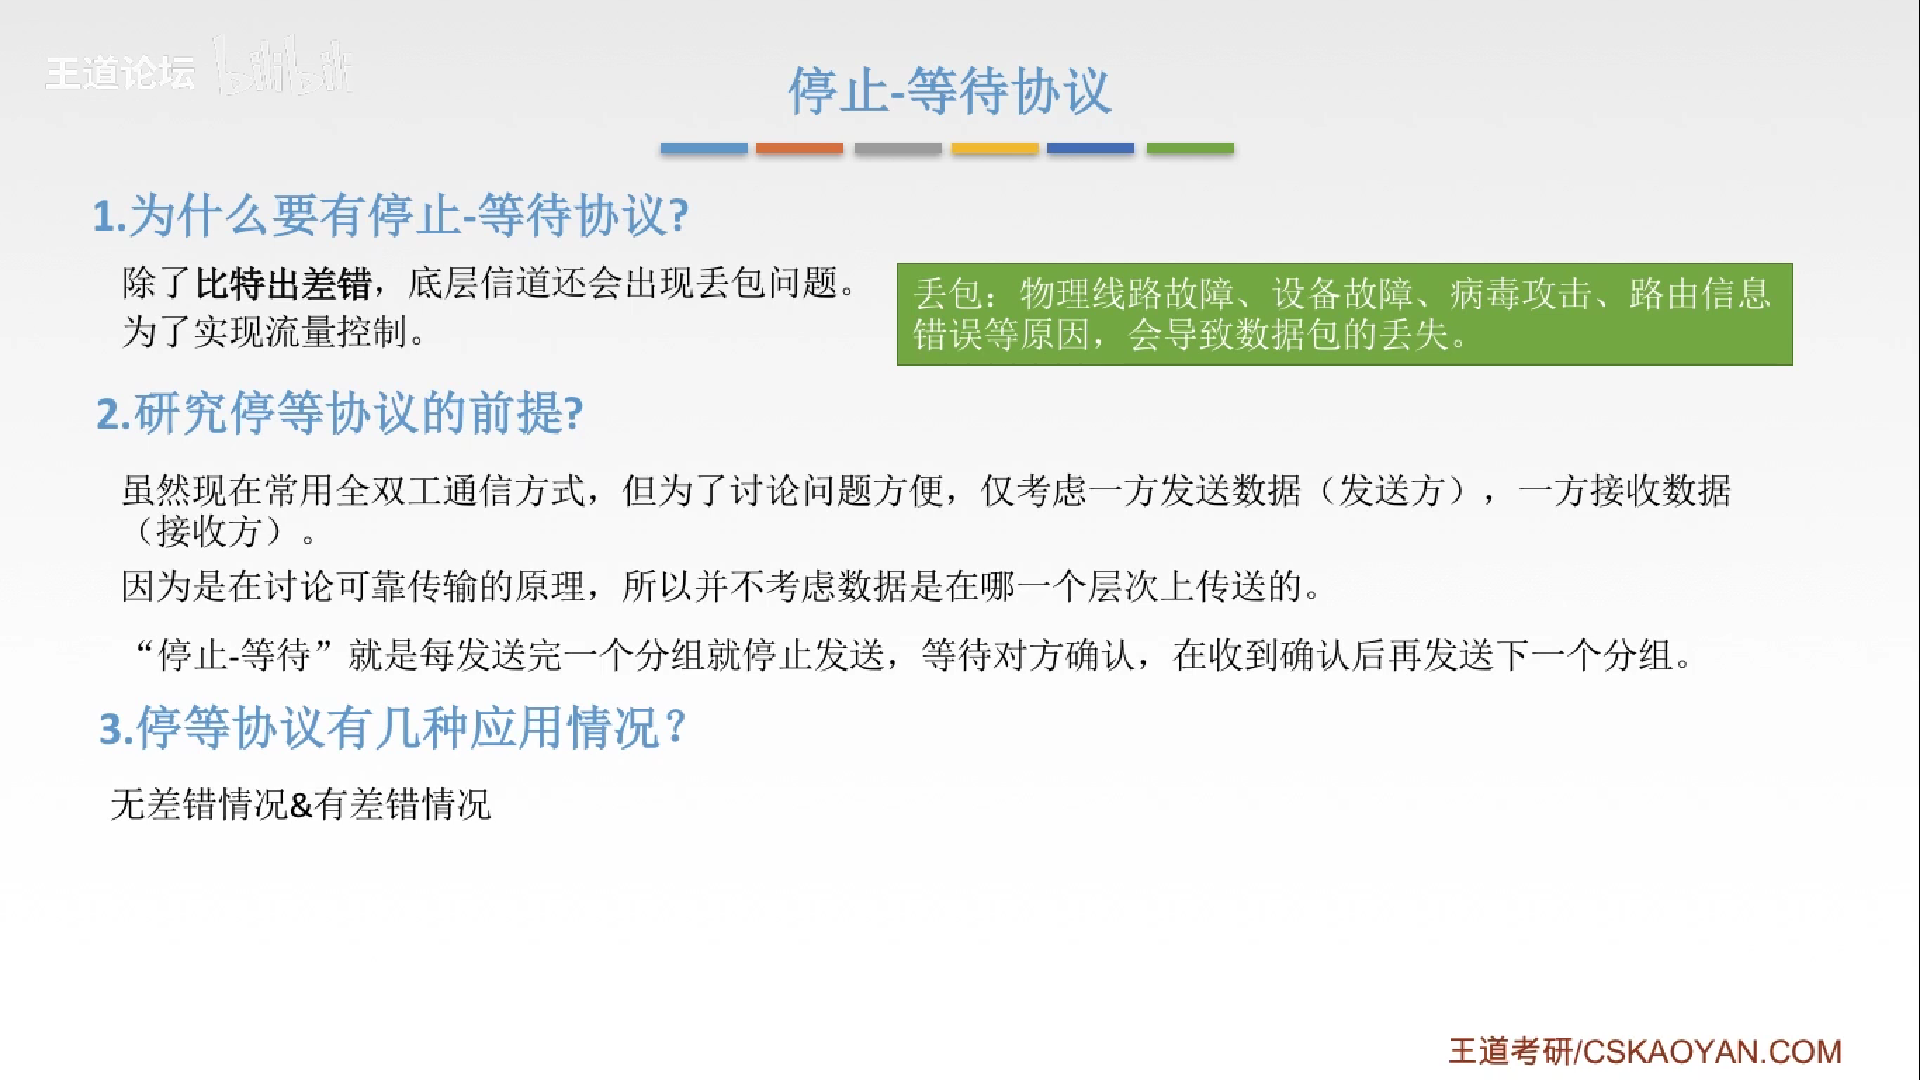 王道论坛 bilibili
停止-等待协议
1.为什么要有停止-等待协议?
除了比特出差错，底层信道还会出现丢包问题。
为了实现流量控制。
丢包：物理线路故障、设备故障、病毒攻击、路由信息
错误等原因，会导致数据包的丢失。
2.研究停等协议的前提?
虽然现在常用全双工通信方式，但为了讨论问题方便，仅考虑一方发送数据（发送方），一方接收数据
（接收方）。
因为是在讨论可靠传输的原理，所以并不考虑数据是在哪一个层次上传送的。
“停止-等待”就是每发送完一个分组就停止发送，等待对方确认，在收到确认后再发送下一个分组。
3.停等协议有几种应用情况？
无差错情况&有差错情况
王道考研/CSKAOYAN.COM